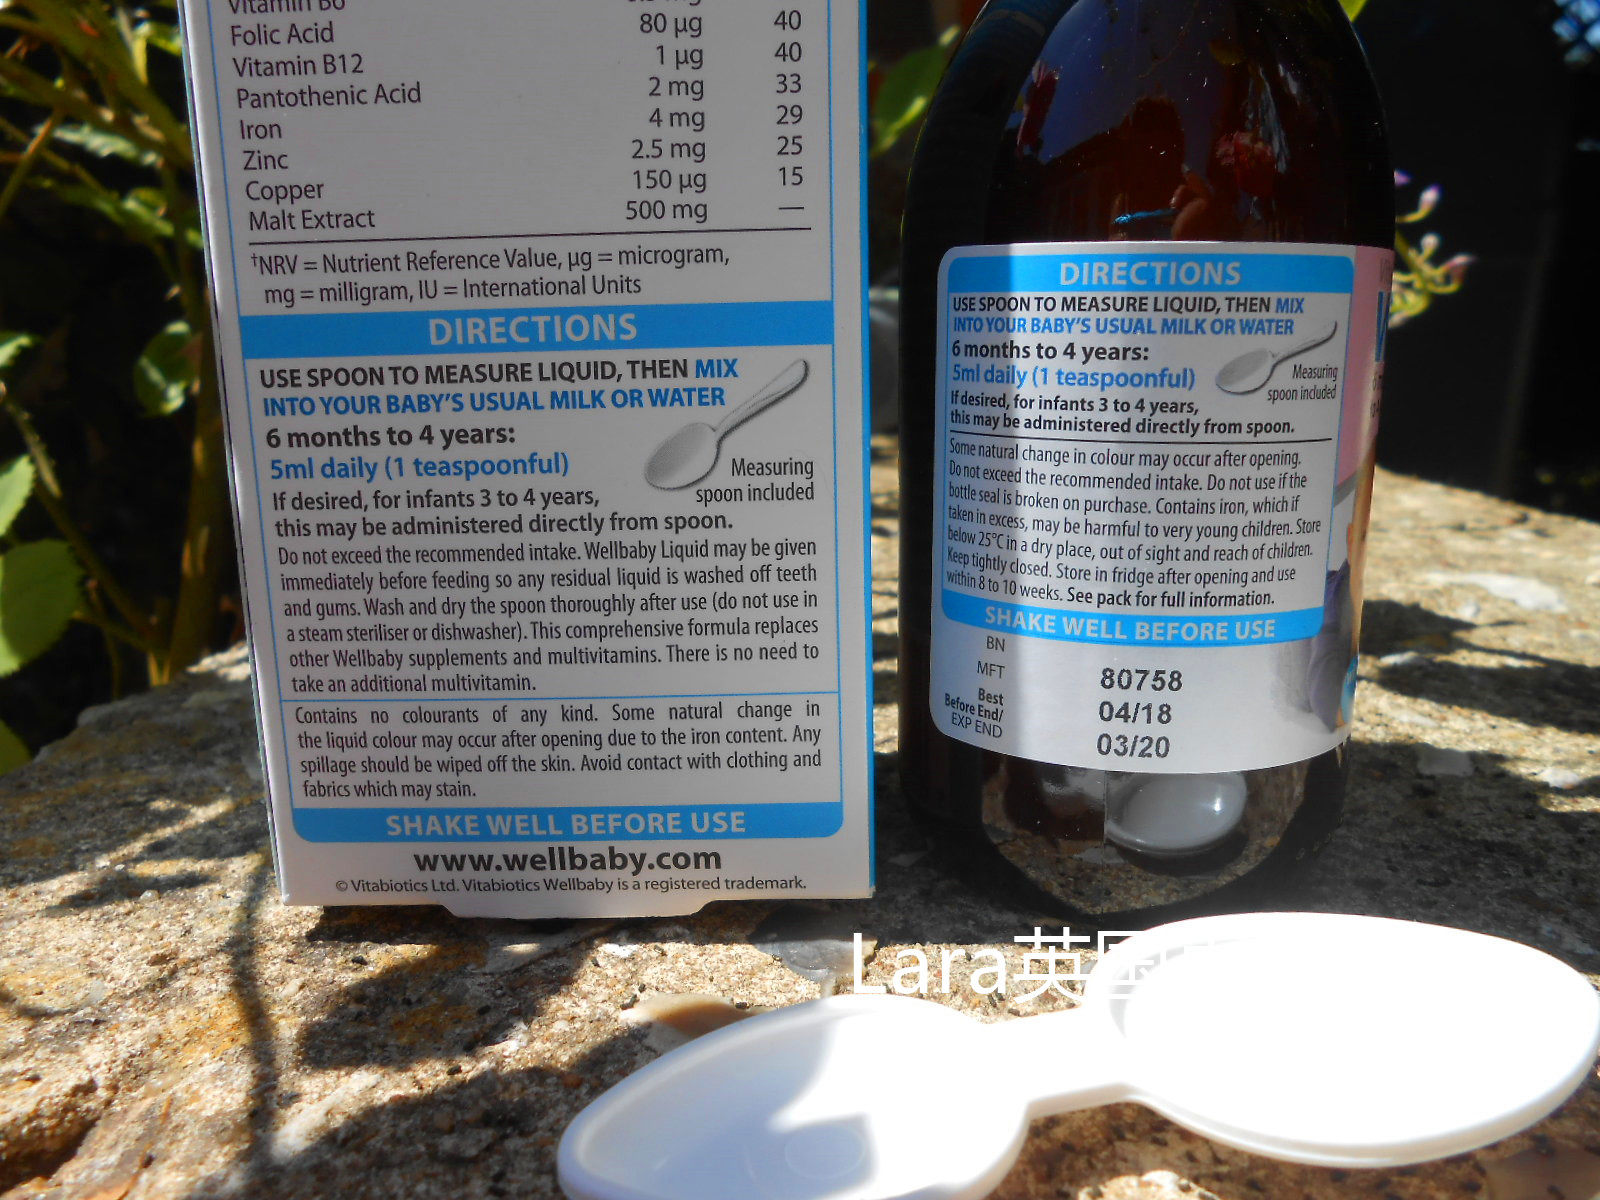 Vitamin B6
Folic Acid 80 µg 40
Vitamin B12 1 µg 40
Pantothenic Acid 2 mg 33
Iron 4 mg 29
Zinc 2.5 mg 25
Copper 150 µg 15
Malt Extract 500 mg —
†NRV = Nutrient Reference Value, µg = microgram,
mg = milligram, IU = International Units
DIRECTIONS
USE SPOON TO MEASURE LIQUID, THEN MIX
INTO YOUR BABY'S USUAL MILK OR WATER
6 months to 4 years:
5ml daily (1 teaspoonful)
Measuring
spoon included
If desired, for infants 3 to 4 years,
this may be administered directly from spoon.
Do not exceed the recommended intake. Wellbaby Liquid may be given
immediately before feeding so any residual liquid is washed off teeth
and gums. Wash and dry the spoon thoroughly after use (do not use in
a steam steriliser or dishwasher). This comprehensive formula replaces
other Wellbaby supplements and multivitamins. There is no need to
take an additional multivitamin.
Contains no colourants of any kind. Some natural change in
the liquid colour may occur after opening due to the iron content. Any
spillage should be wiped off the skin. Avoid contact with clothing and
fabrics which may stain.
SHAKE WELL BEFORE USE
www.wellbaby.com
© Vitabiotics Ltd. Vitabiotics Wellbaby is a registered trademark.
DIRECTIONS
USE SPOON TO MEASURE LIQUID, THEN MIX
INTO YOUR BABY'S USUAL MILK OR WATER
6 months to 4 years:
5ml daily (1 teaspoonful)
Measuring
spoon included
If desired, for infants 3 to 4 years,
this may be administered directly from spoon.
Some natural change in colour may occur after opening.
Do not exceed the recommended intake. Do not use if the
bottle seal is broken on purchase. Contains iron, which if
taken in excess, may be harmful to very young children. Store
below 25°C in a dry place, out of sight and reach of children.
Keep tightly closed. Store in fridge after opening and use
within 8 to 10 weeks. See pack for full information.
SHAKE WELL BEFORE USE
BN 80758
MFT 04/18
Best
Before End/
EXP END 03/20
Lara英国